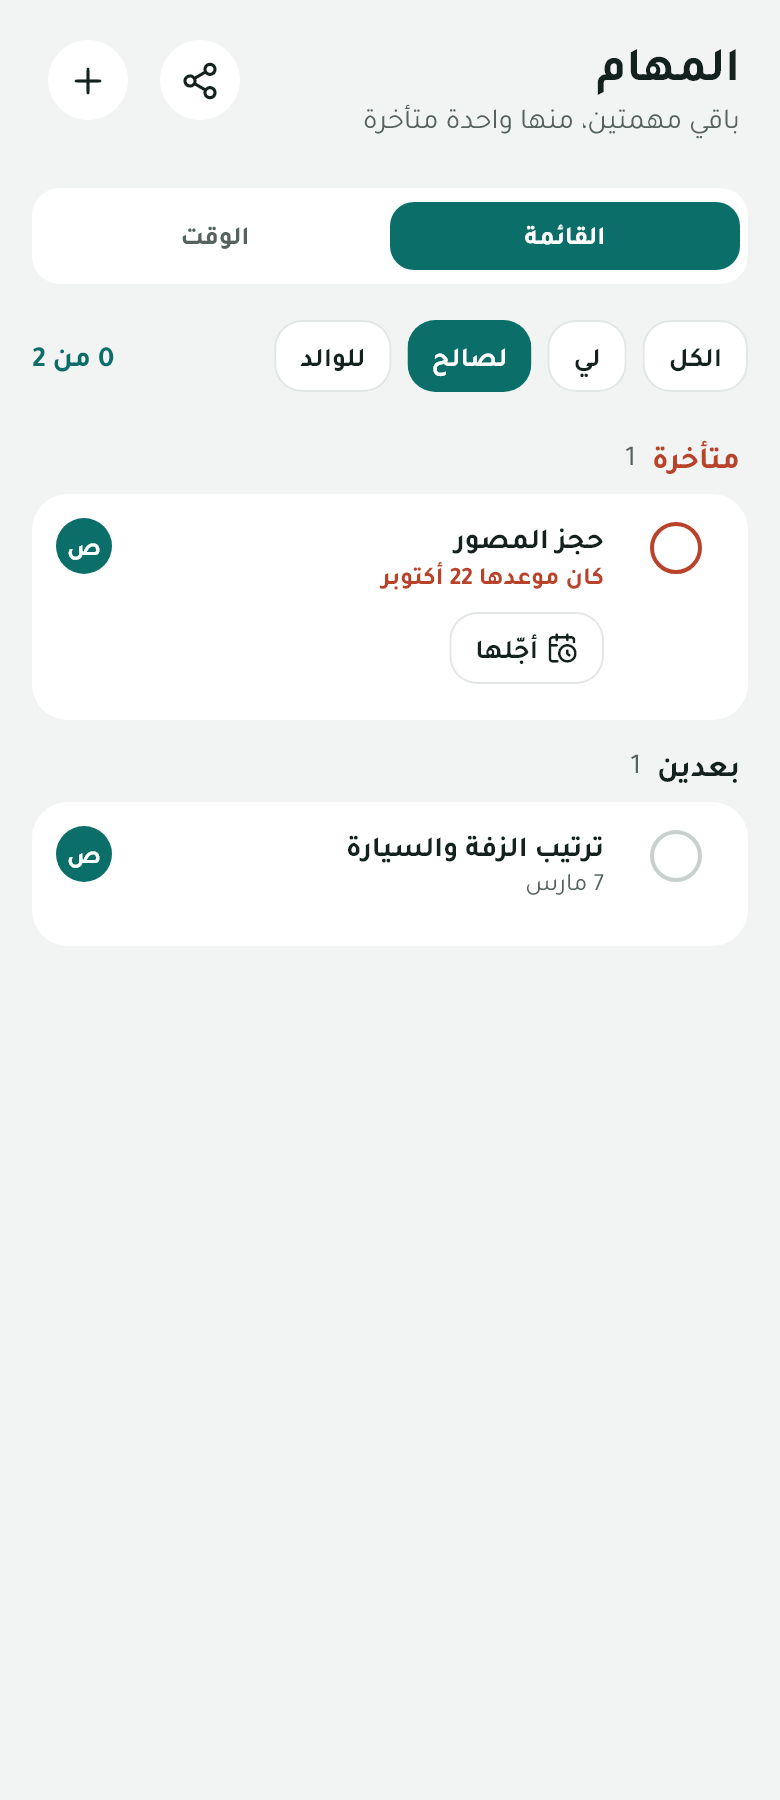 المهام
باقي مهمتين، منها واحدة متأخرة
القائمة
الوقت
الكل
لي
لصالح
للوالد
0 من 2
متأخرة 1
حجز المصور
ص
كان موعدها 22 أكتوبر
أجّلها
بعدين 1
ترتيب الزفة والسيارة
ص
7 مارس